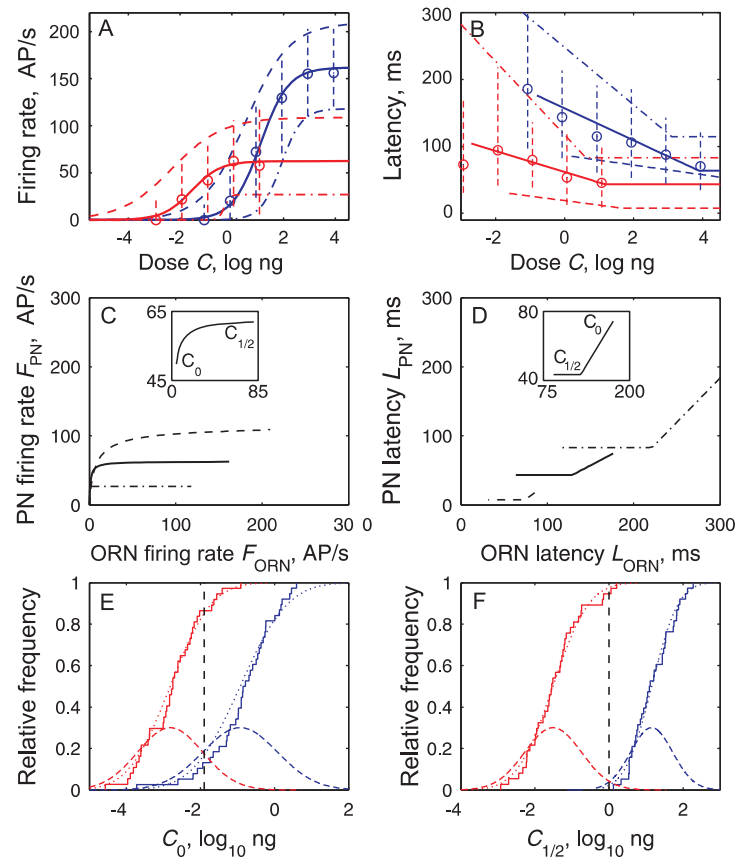 A
B
Firing rate, AP/s
200
150
100
50
0
-4
-2
0
2
4
Dose C, log ng
Latency, ms
300
200
100
0
-2
0
2
4
Dose C, log ng
C
D
PN firing rate F_PN, AP/s
300
200
100
0
0
100
200
30
65
45
0
85
C_0
C_1/2
ORN firing rate F_ORN, AP/s
PN latency L_PN, ms
300
200
100
0
0
100
200
300
80
40
75
200
C_1/2
C_0
ORN latency L_ORN, ms
E
F
Relative frequency
1
0.8
0.6
0.4
0.2
0
-4
-2
0
2
C_0, log_10 ng
Relative frequency
1
0.8
0.6
0.4
0.2
0
-4
-2
0
2
C_1/2, log_10 ng